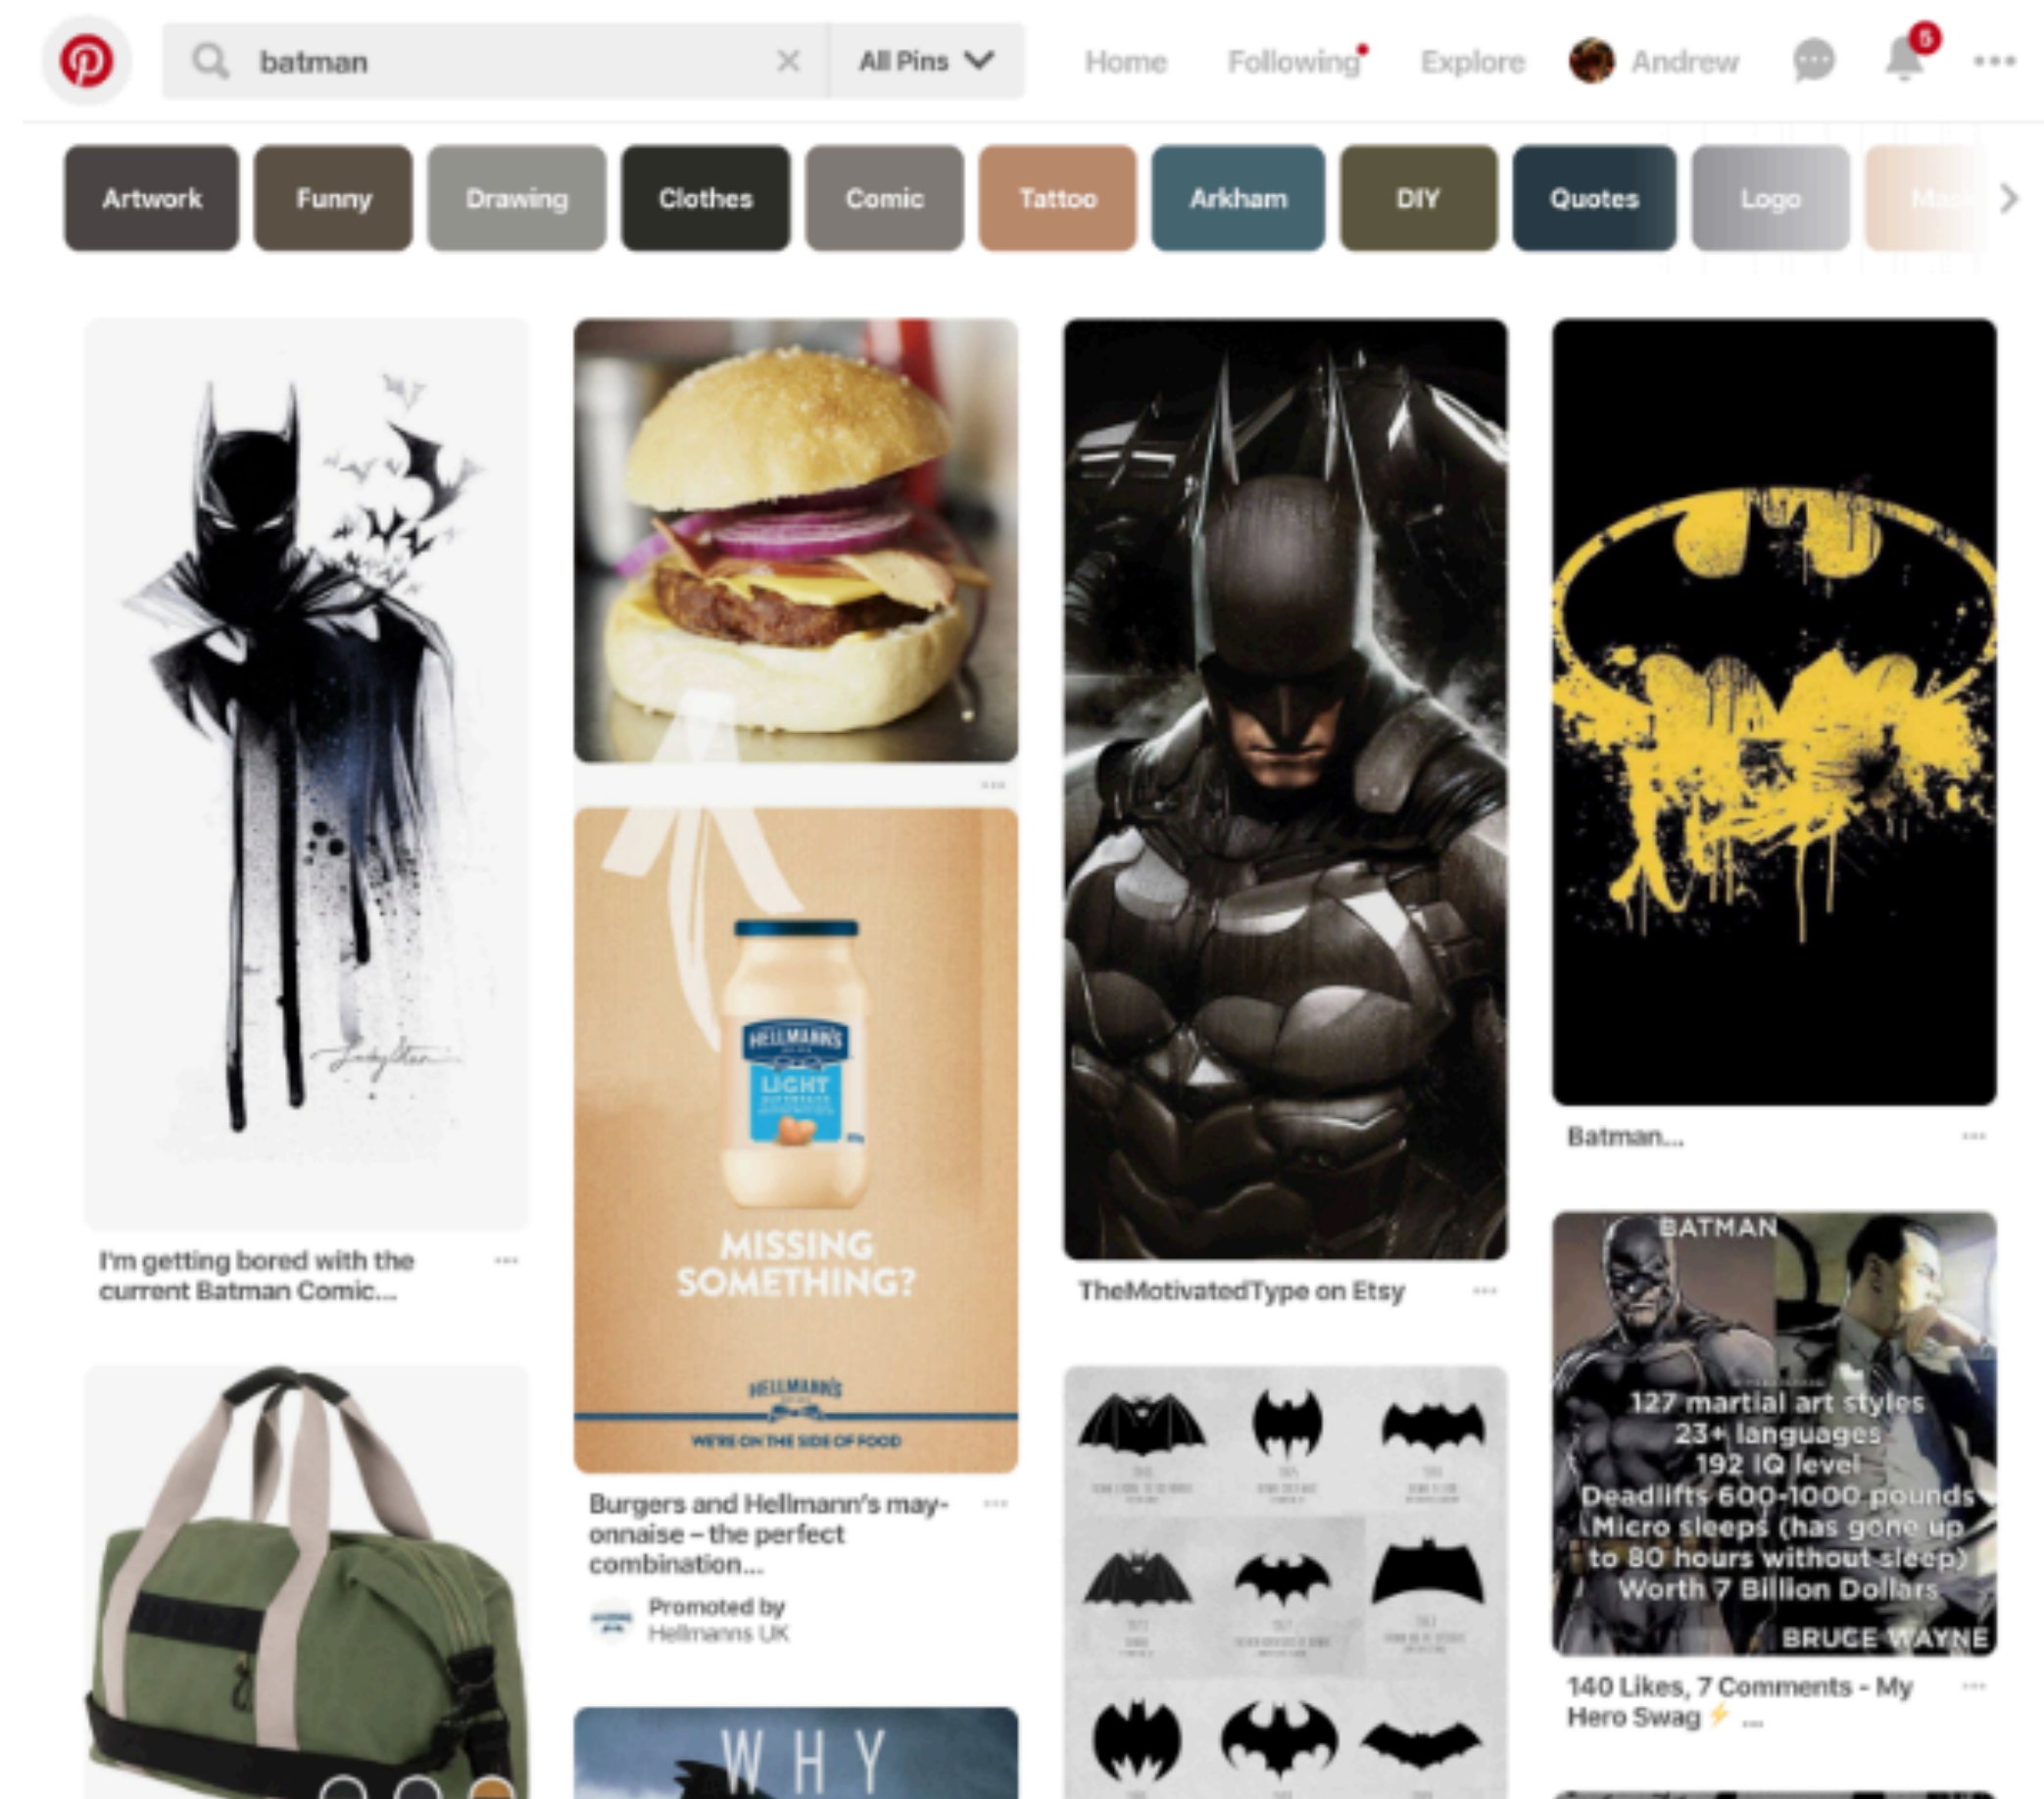 batman
All Pins
Home
Following
Explore
Andrew
5
Artwork
Funny
Drawing
Clothes
Comic
Tattoo
Arkham
DIY
Quotes
Logo
I'm getting bored with the
current Batman Comic...
HELLMANN'S
LIGHT
MISSING
SOMETHING?
HELLMANN'S
WE'RE ON THE SIDE OF FOOD
Burgers and Hellmann's may-
onnaise – the perfect
combination...
Promoted by
Hellmanns UK
WHY
TheMotivatedType on Etsy
Batman...
BATMAN
127 martial art styles
23+ languages
192 IQ level
Deadlifts 600-1000 pounds
Micro sleeps (has gone up
to 80 hours without sleep)
Worth 7 Billion Dollars
BRUCE WAYNE
140 Likes, 7 Comments - My
Hero Swag ⚡ ...